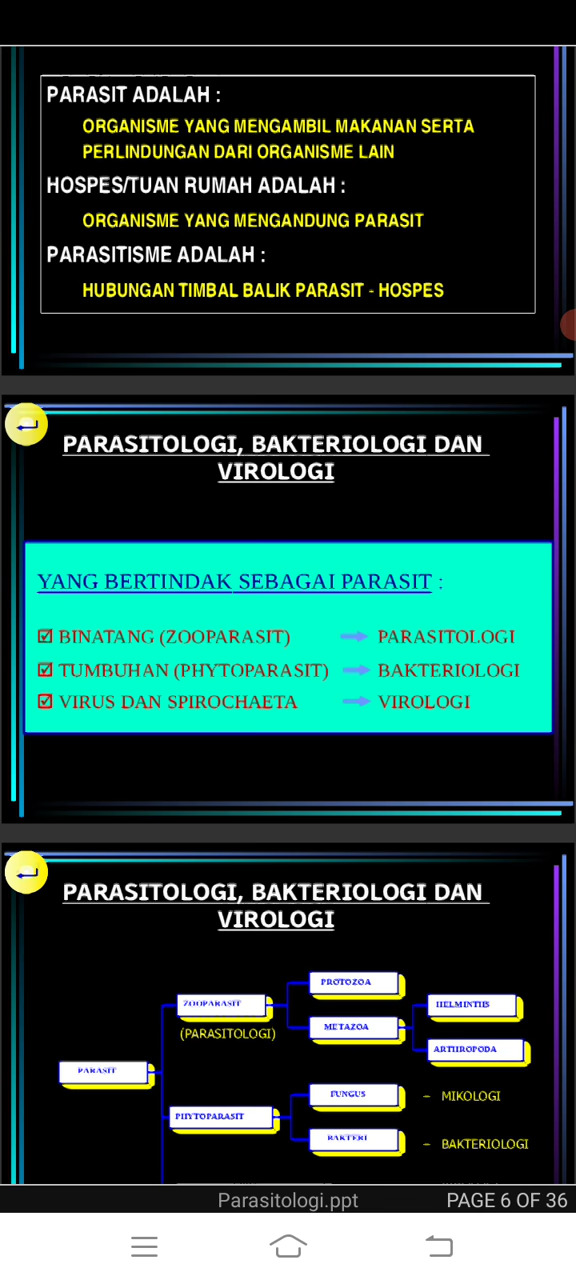 PARASIT ADALAH :
ORGANISME YANG MENGAMBIL MAKANAN SERTA
PERLINDUNGAN DARI ORGANISME LAIN
HOSPES/TUAN RUMAH ADALAH :
ORGANISME YANG MENGANDUNG PARASIT
PARASITISME ADALAH :
HUBUNGAN TIMBAL BALIK PARASIT - HOSPES
PARASITOLOGI, BAKTERIOLOGI DAN
VIROLOGI
YANG BERTINDAK SEBAGAI PARASIT :
☑ BINATANG (ZOOPARASIT) → PARASITOLOGI
☑ TUMBUHAN (PHYTOPARASIT) → BAKTERIOLOGI
☑ VIRUS DAN SPIROCHAETA → VIROLOGI
PARASITOLOGI, BAKTERIOLOGI DAN
VIROLOGI
PARASIT
ZOOPARASIT
(PARASITOLOGI)
PROTOZOA
METAZOA
HELMINTHS
ARTHROPODA
PHYTOPARASIT
FUNGUS – MIKOLOGI
BAKTERI – BAKTERIOLOGI
Parasitologi.ppt PAGE 6 OF 36